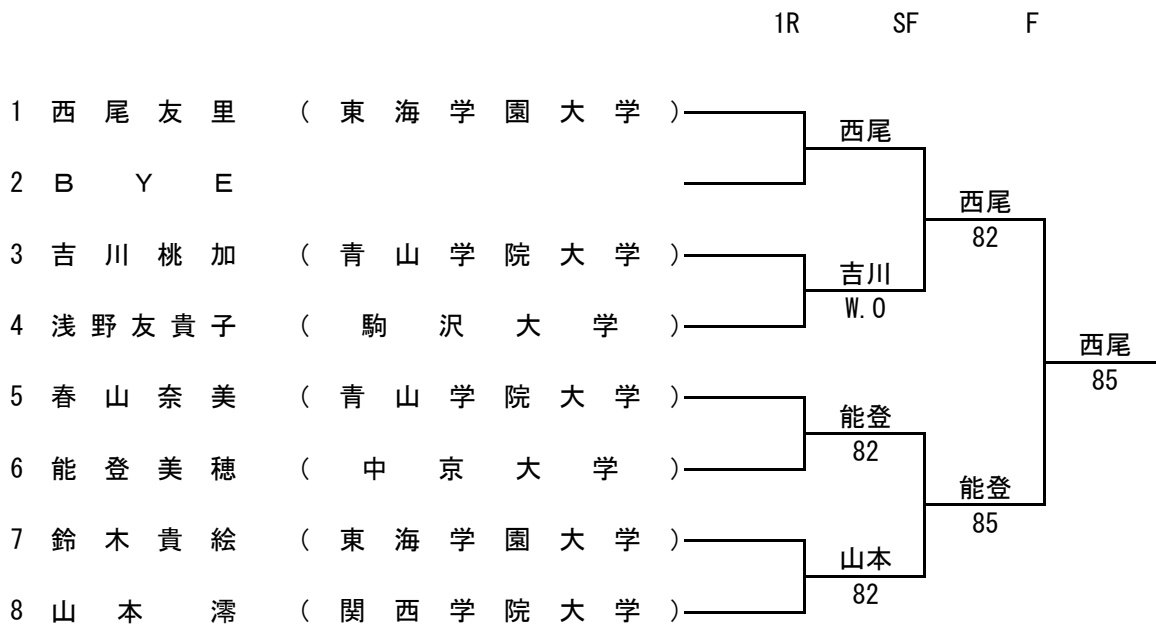 1R SF F
1 西尾友里 (東海学園大学)
西尾
2 BYE
西尾
82
3 吉川桃加 (青山学院大学)
吉川
W.O
4 浅野友貴子 (駒沢大学)
西尾
85
5 春山奈美 (青山学院大学)
能登
82
6 能登美穂 (中京大学)
能登
85
7 鈴木貴絵 (東海学園大学)
山本
82
8 山本澪 (関西学院大学)